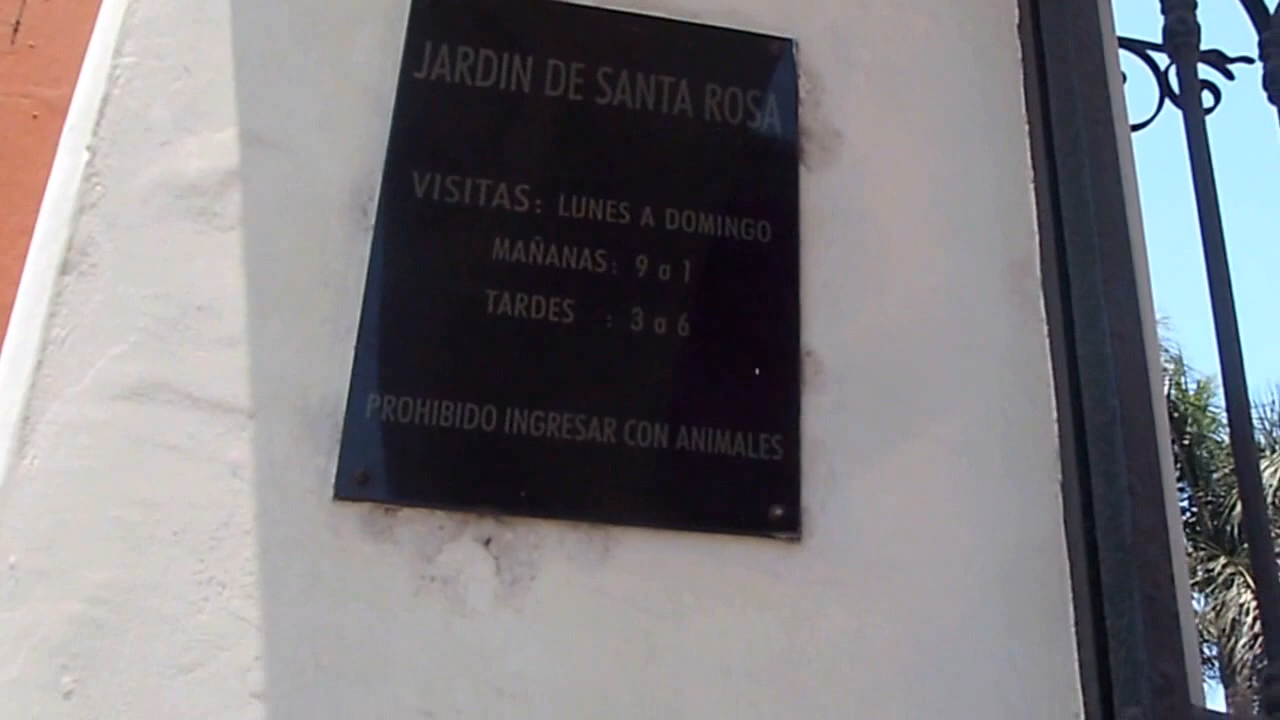 JARDIN DE SANTA ROSA
VISITAS: LUNES A DOMINGO
MAÑANAS: 9 a 1
TARDES : 3 a 6
PROHIBIDO INGRESAR CON ANIMALES